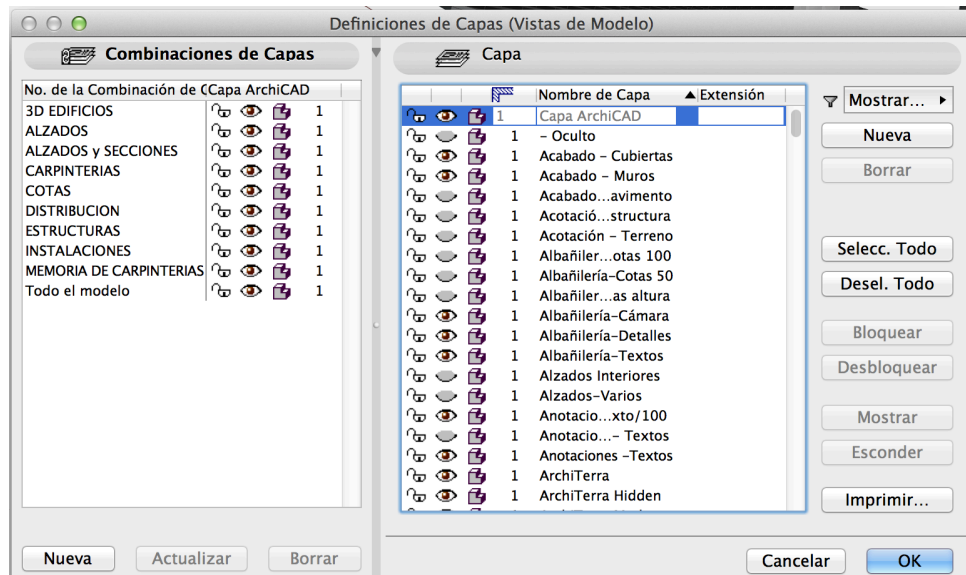 Definiciones de Capas (Vistas de Modelo)
Combinaciones de Capas
No. de la Combinación de (Capa ArchiCAD
3D EDIFICIOS 1
ALZADOS 1
ALZADOS y SECCIONES 1
CARPINTERIAS 1
COTAS 1
DISTRIBUCION 1
ESTRUCTURAS 1
INSTALACIONES 1
MEMORIA DE CARPINTERIAS 1
Todo el modelo 1
Nueva Actualizar Borrar
Capa
Nombre de Capa Extensión
1 Capa ArchiCAD
1 - Oculto
1 Acabado - Cubiertas
1 Acabado - Muros
1 Acabado...avimento
1 Acotació...structura
1 Acotación - Terreno
1 Albañiler...otas 100
1 Albañilería-Cotas 50
1 Albañiler...as altura
1 Albañilería-Cámara
1 Albañilería-Detalles
1 Albañilería-Textos
1 Alzados Interiores
1 Alzados-Varios
1 Anotacio...xto/100
1 Anotacio...- Textos
1 Anotaciones -Textos
1 ArchiTerra
1 ArchiTerra Hidden
Mostrar...
Nueva
Borrar
Selecc. Todo
Desel. Todo
Bloquear
Desbloquear
Mostrar
Esconder
Imprimir...
Cancelar OK